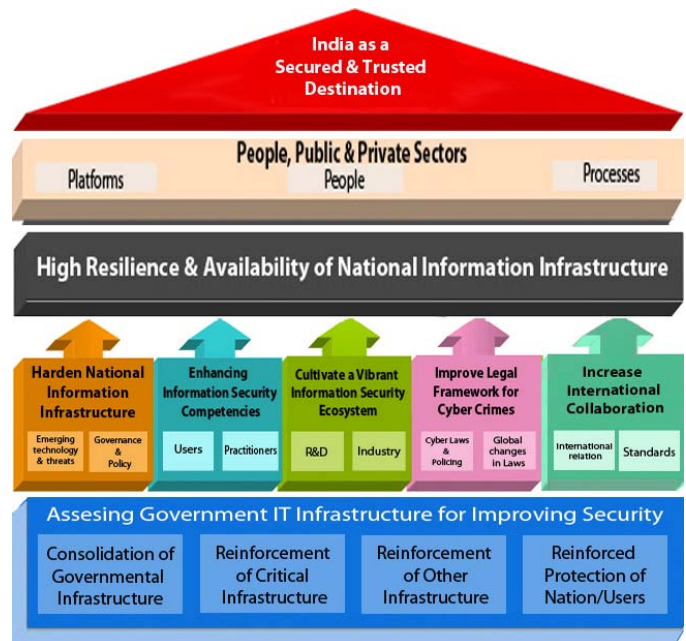 India as a
Secured & Trusted
Destination
People, Public & Private Sectors
Platforms
People
Processes
High Resilience & Availability of National Information Infrastructure
Harden National
Information
Infrastructure
Emerging
technology
& threats
Governance
&
Policy
Enhancing
Information Security
Competencies
Users
Practitioners
Cultivate a Vibrant
Information Security
Ecosystem
R&D
Industry
Improve Legal
Framework for
Cyber Crimes
Cyber Laws
&
Policing
Global
changes
in Laws
Increase
International
Collaboration
International
relation
Standards
Assesing Government IT Infrastructure for Improving Security
Consolidation of
Governmental
Infrastructure
Reinforcement
of Critical
Infrastructure
Reinforcement
of Other
Infrastructure
Reinforced
Protection of
Nation/Users